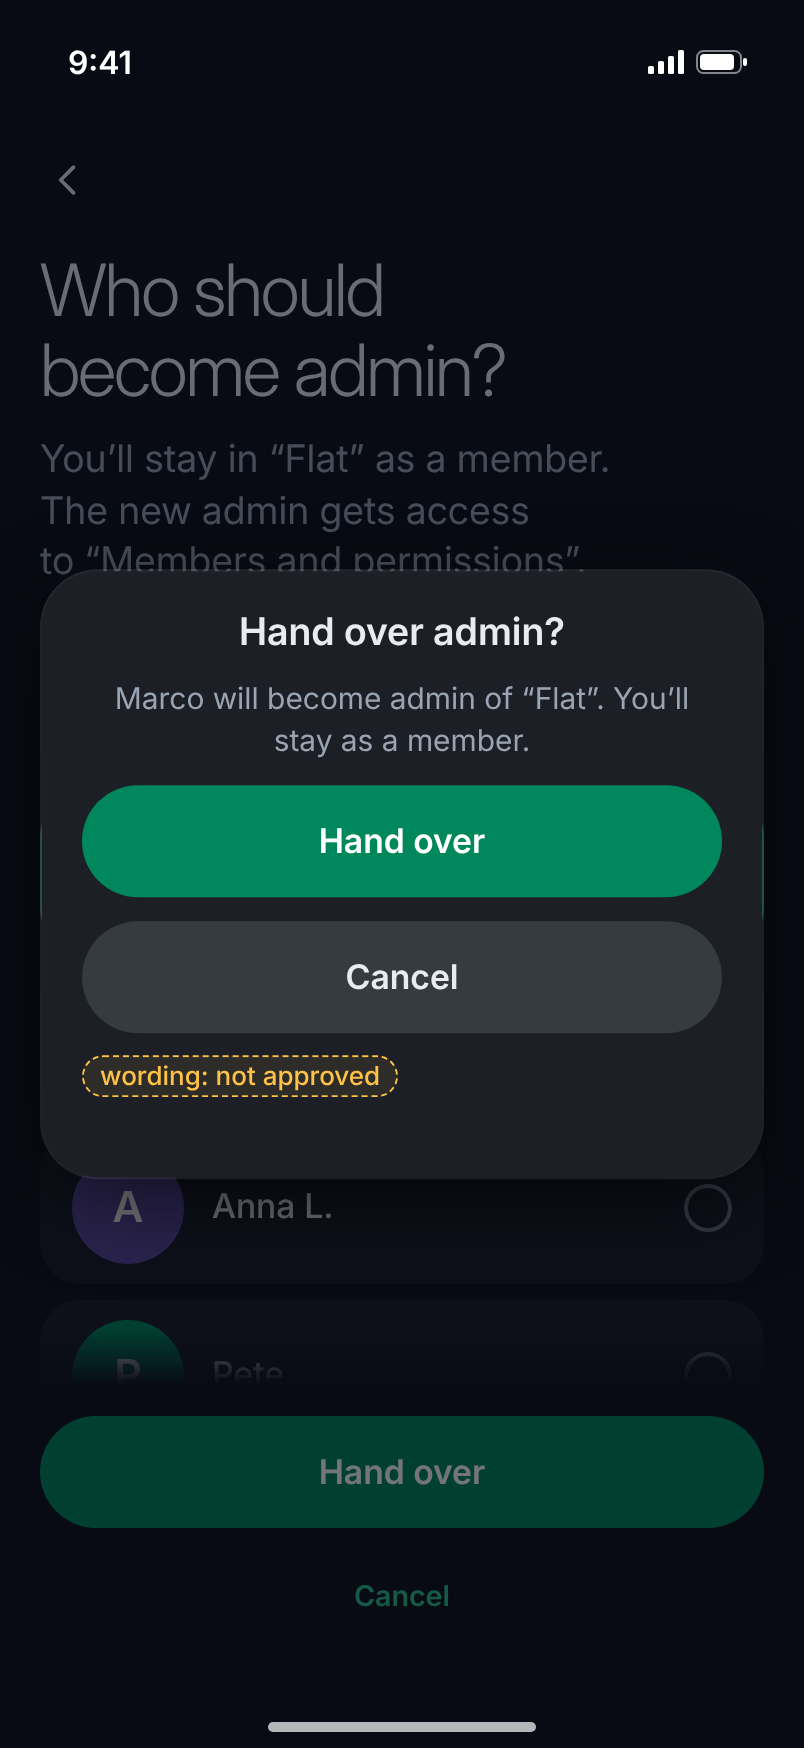 9:41
Who should
become admin?
You’ll stay in “Flat” as a member.
The new admin gets access
to “Members and permissions”.
Hand over admin?
Marco will become admin of “Flat”. You’ll
stay as a member.
Hand over
Cancel
wording: not approved
A Anna L.
P Pete
Hand over
Cancel